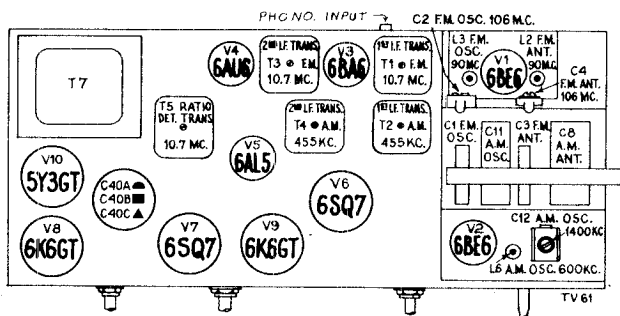 PHONO. INPUT
C2 F.M. OSC. 106 M.C.
T7
V4
6AU6
2ND I.F. TRANS.
T3 F.M.
10.7 MC.
V3
6BA6
1ST I.F. TRANS.
T1 F.M.
10.7 MC.
L3 F.M.
OSC.
90MC.
L2 F.M.
ANT.
90MC.
V1
6BE6
C4
F.M. ANT.
106 MC.
T5 RATIO
DET. TRANS.
10.7 MC.
2ND I.F. TRANS.
T4 A.M.
455KC.
1ST I.F. TRANS.
T2 A.M.
455KC.
V5
6AL5
C1 F.M.
OSC.
C11
A.M.
OSC.
C3 F.M.
ANT.
C8
A.M.
ANT.
V10
5Y3GT
C40A
C40B
C40C
V6
6SQ7
V8
6K6GT
V7
6SQ7
V9
6K6GT
V2
6BE6
C12 A.M. OSC.
1400KC
L6 A.M. OSC. 600KC.
TV 61